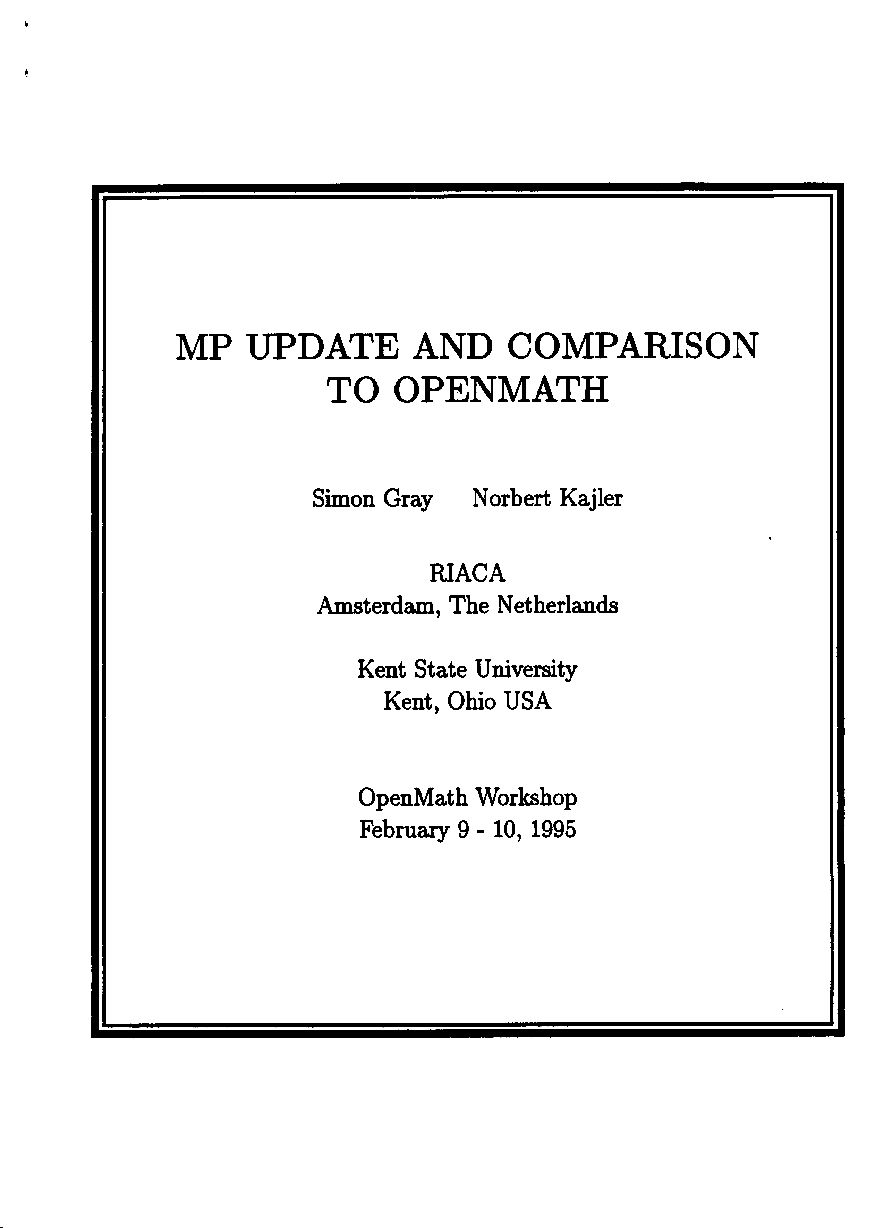 MP UPDATE AND COMPARISON
TO OPENMATH
Simon Gray Norbert Kajler
RIACA
Amsterdam, The Netherlands
Kent State University
Kent, Ohio USA
OpenMath Workshop
February 9 - 10, 1995